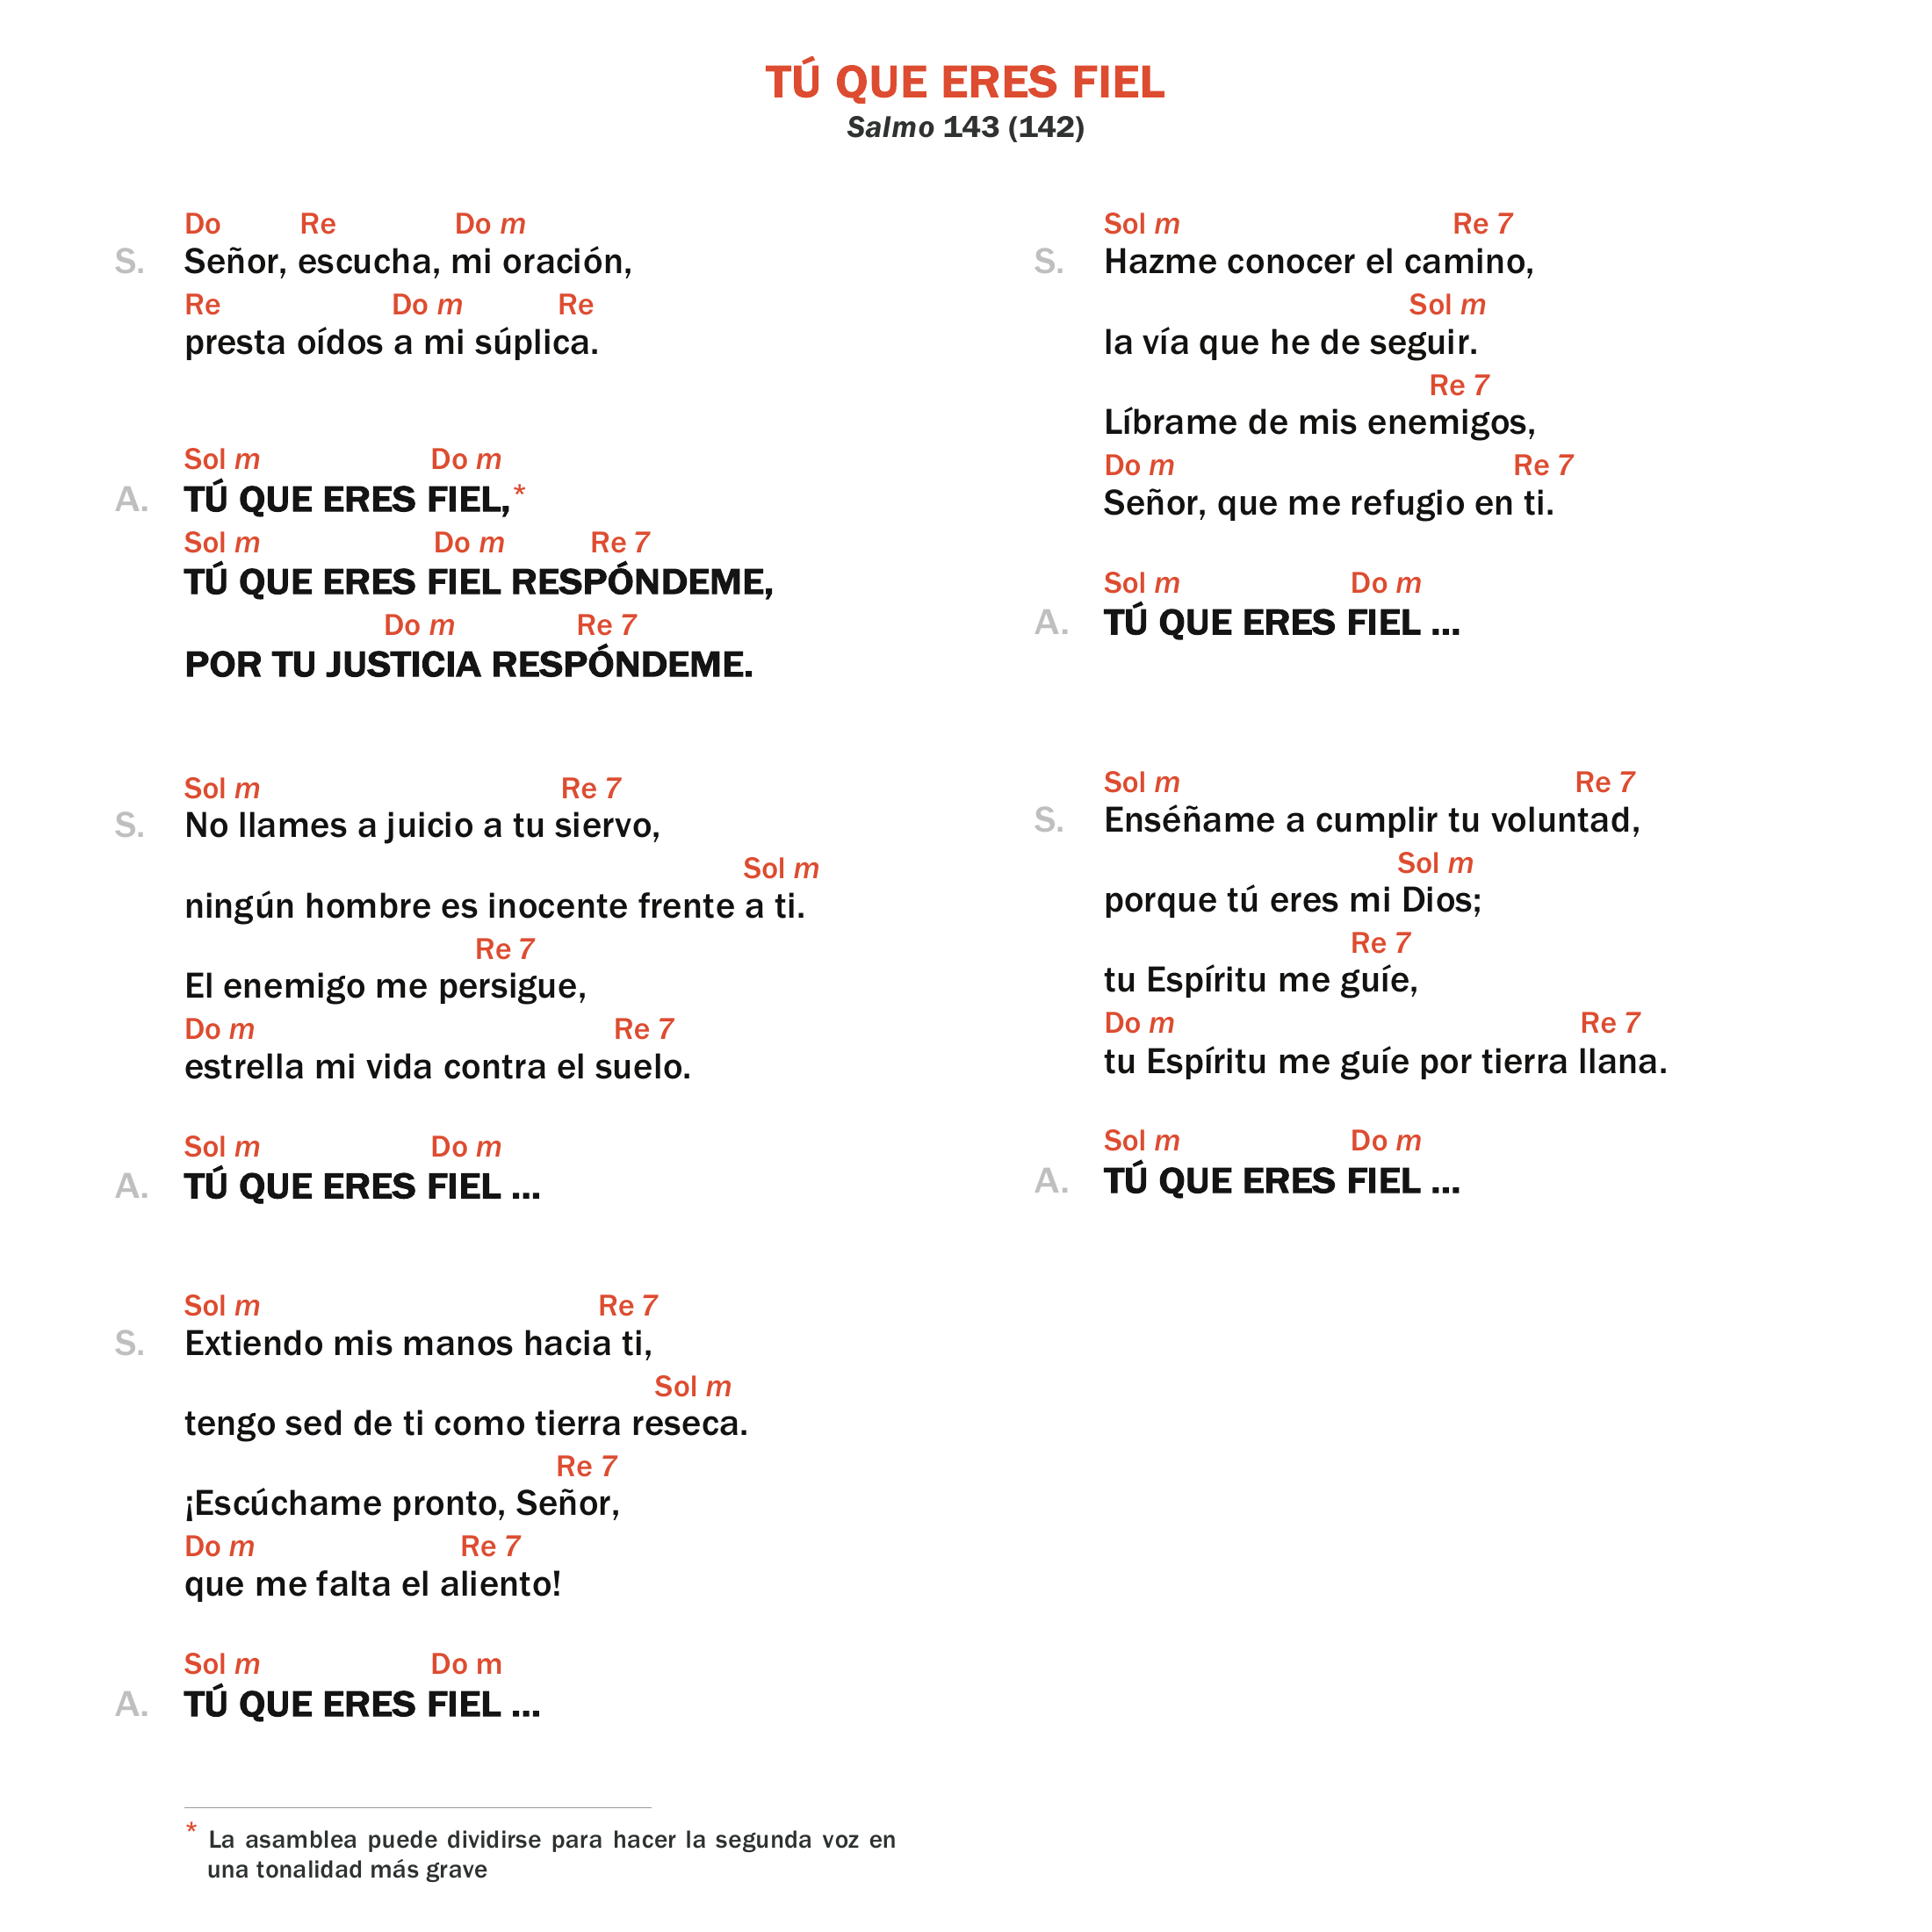 TÚ QUE ERES FIEL
Salmo 143 (142)
Do Re Do m
S. Señor, escucha, mi oración,
Re Do m Re
presta oídos a mi súplica.
Sol m Do m
A. TÚ QUE ERES FIEL,*
Sol m Do m Re 7
TÚ QUE ERES FIEL RESPÓNDEME,
Do m Re 7
POR TU JUSTICIA RESPÓNDEME.
Sol m Re 7
S. No llames a juicio a tu siervo,
Sol m
ningún hombre es inocente frente a ti.
Re 7
El enemigo me persigue,
Do m Re 7
estrella mi vida contra el suelo.
Sol m Do m
A. TÚ QUE ERES FIEL ...
Sol m Re 7
S. Extiendo mis manos hacia ti,
Sol m
tengo sed de ti como tierra reseca.
Re 7
¡Escúchame pronto, Señor,
Do m Re 7
que me falta el aliento!
Sol m Do m
A. TÚ QUE ERES FIEL ...
* La asamblea puede dividirse para hacer la segunda voz en
una tonalidad más grave
Sol m Re 7
S. Hazme conocer el camino,
Sol m
la vía que he de seguir.
Re 7
Líbrame de mis enemigos,
Do m Re 7
Señor, que me refugio en ti.
Sol m Do m
A. TÚ QUE ERES FIEL ...
Sol m Re 7
S. Enséñame a cumplir tu voluntad,
Sol m
porque tú eres mi Dios;
Re 7
tu Espíritu me guíe,
Do m Re 7
tu Espíritu me guíe por tierra llana.
Sol m Do m
A. TÚ QUE ERES FIEL ...